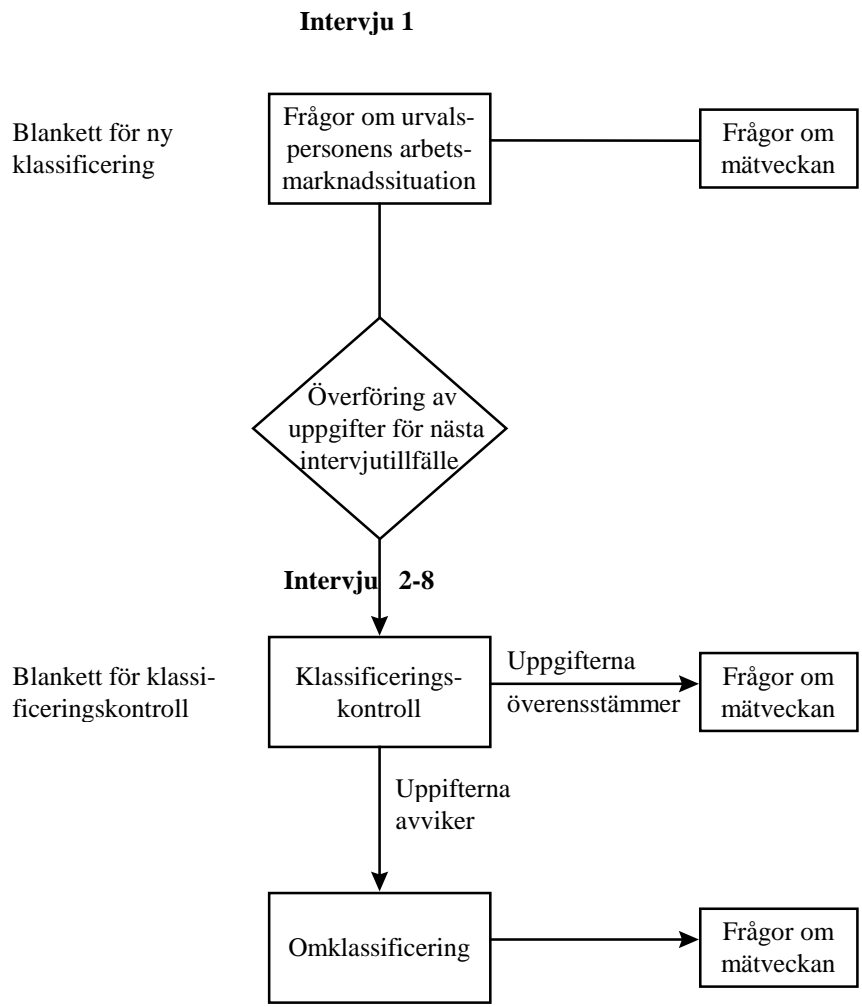 Intervju 1
Blankett för ny
klassificering
Frågor om urvals-
personens arbets-
marknadssituation
Frågor om
mätveckan
Överföring av
uppgifter för nästa
intervjutillfälle
Intervju 2-8
Blankett för klassi-
ficeringskontroll
Klassificerings-
kontroll
Uppgifterna
överensstämmer
Frågor om
mätveckan
Uppifterna
avviker
Omklassificering
Frågor om
mätveckan